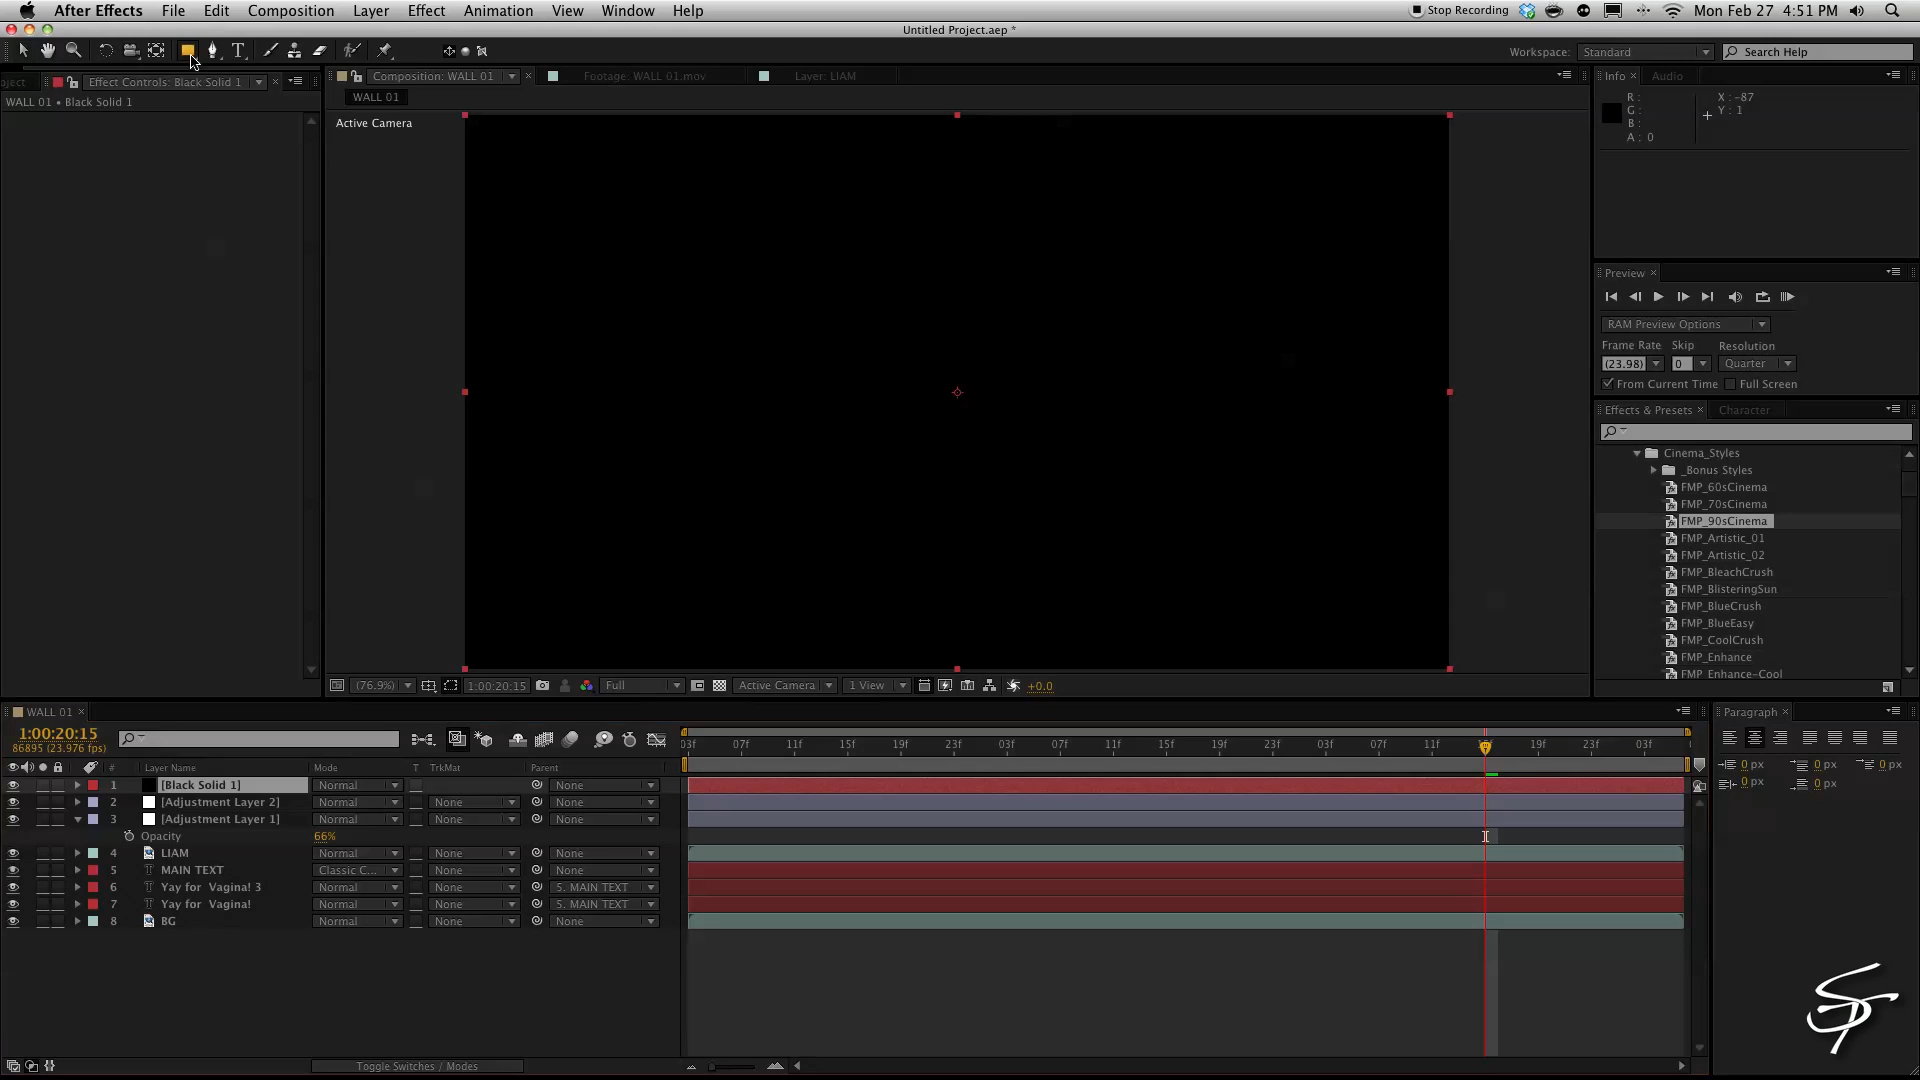 After Effects File Edit Composition Layer Effect Animation View Window Help
Stop Recording Mon Feb 27 4:51 PM
Untitled Project.aep *
Workspace: Standard Search Help
oject Effect Controls: Black Solid 1
WALL 01 • Black Solid 1
Composition: WALL 01 Footage: WALL 01.mov Layer: LIAM
WALL 01
Active Camera
Info Audio
R : X : -87
G : Y : 1
B :
A : 0
Preview
RAM Preview Options
Frame Rate Skip Resolution
(23.98) 0 Quarter
From Current Time Full Screen
Effects & Presets Character
Cinema_Styles
_Bonus Styles
FMP_60sCinema
FMP_70sCinema
FMP_90sCinema
FMP_Artistic_01
FMP_Artistic_02
FMP_BleachCrush
FMP_BlisteringSun
FMP_BlueCrush
FMP_BlueEasy
FMP_CoolCrush
FMP_Enhance
FMP_Enhance-Cool
(76.9%) 1:00:20:15 Full Active Camera 1 View +0.0
WALL 01
1:00:20:15
86895 (23.976 fps)
03f 07f 11f 15f 19f 23f 03f 07f 11f 15f 19f 23f 03f 07f 11f 19f 23f 03f
# Layer Name Mode T TrkMat Parent
1 [Black Solid 1] Normal None
2 [Adjustment Layer 2] Normal None None
3 [Adjustment Layer 1] Normal None None
Opacity 66%
4 LIAM Normal None None
5 MAIN TEXT Classic C... None None
6 Yay for Vagina! 3 Normal None 5. MAIN TEXT
7 Yay for Vagina! Normal None 5. MAIN TEXT
8 BG Normal None None
Toggle Switches / Modes
Paragraph
0 px 0 px 0 px
0 px 0 px